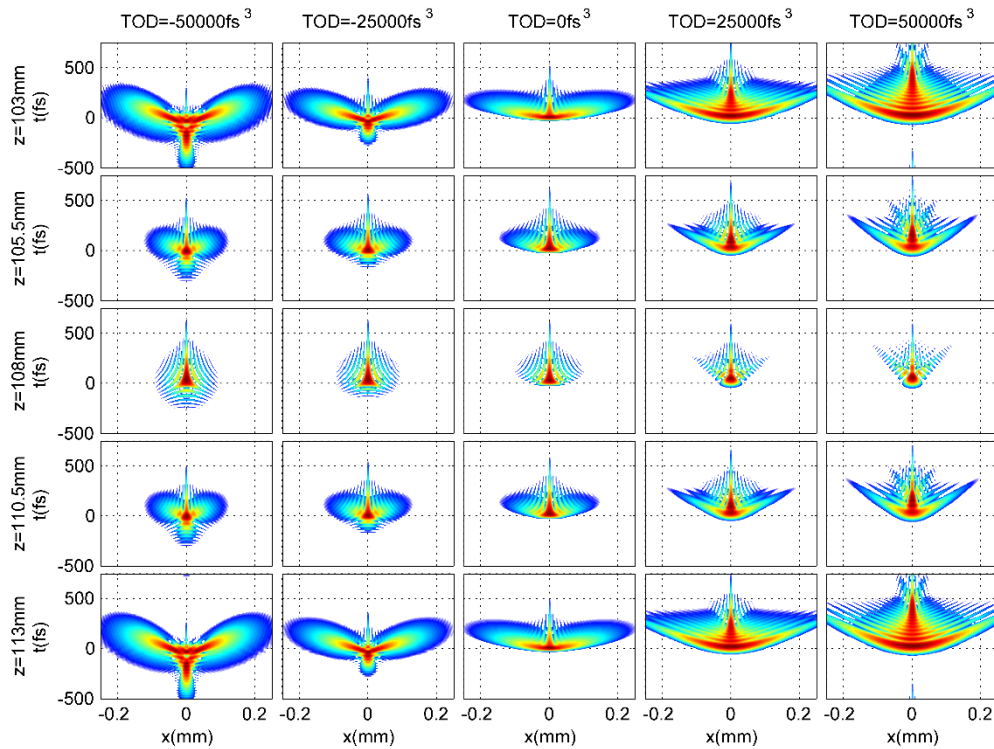 TOD=-50000fs 3 TOD=-25000fs 3 TOD=0fs 3 TOD=25000fs 3 TOD=50000fs 3
z=103mm
t(fs)
500
0
-500
z=105.5mm
t(fs)
500
0
-500
z=108mm
t(fs)
500
0
-500
z=110.5mm
t(fs)
500
0
-500
z=113mm
t(fs)
500
0
-500
-0.2 0 0.2 -0.2 0 0.2 -0.2 0 0.2 -0.2 0 0.2 -0.2 0 0.2
x(mm) x(mm) x(mm) x(mm) x(mm)